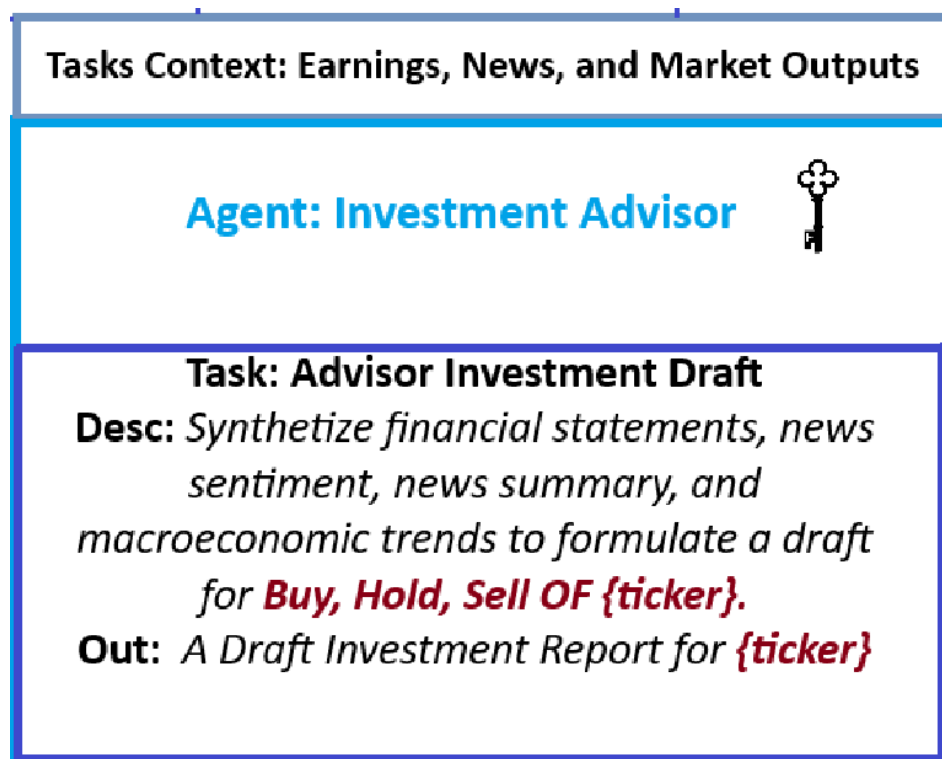 Tasks Context: Earnings, News, and Market Outputs
Agent: Investment Advisor
Task: Advisor Investment Draft
Desc: Synthetize financial statements, news
sentiment, news summary, and
macroeconomic trends to formulate a draft
for Buy, Hold, Sell OF {ticker}.
Out: A Draft Investment Report for {ticker}